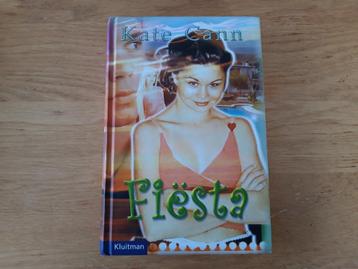 Kate Cann
Fiësta
Kluitman